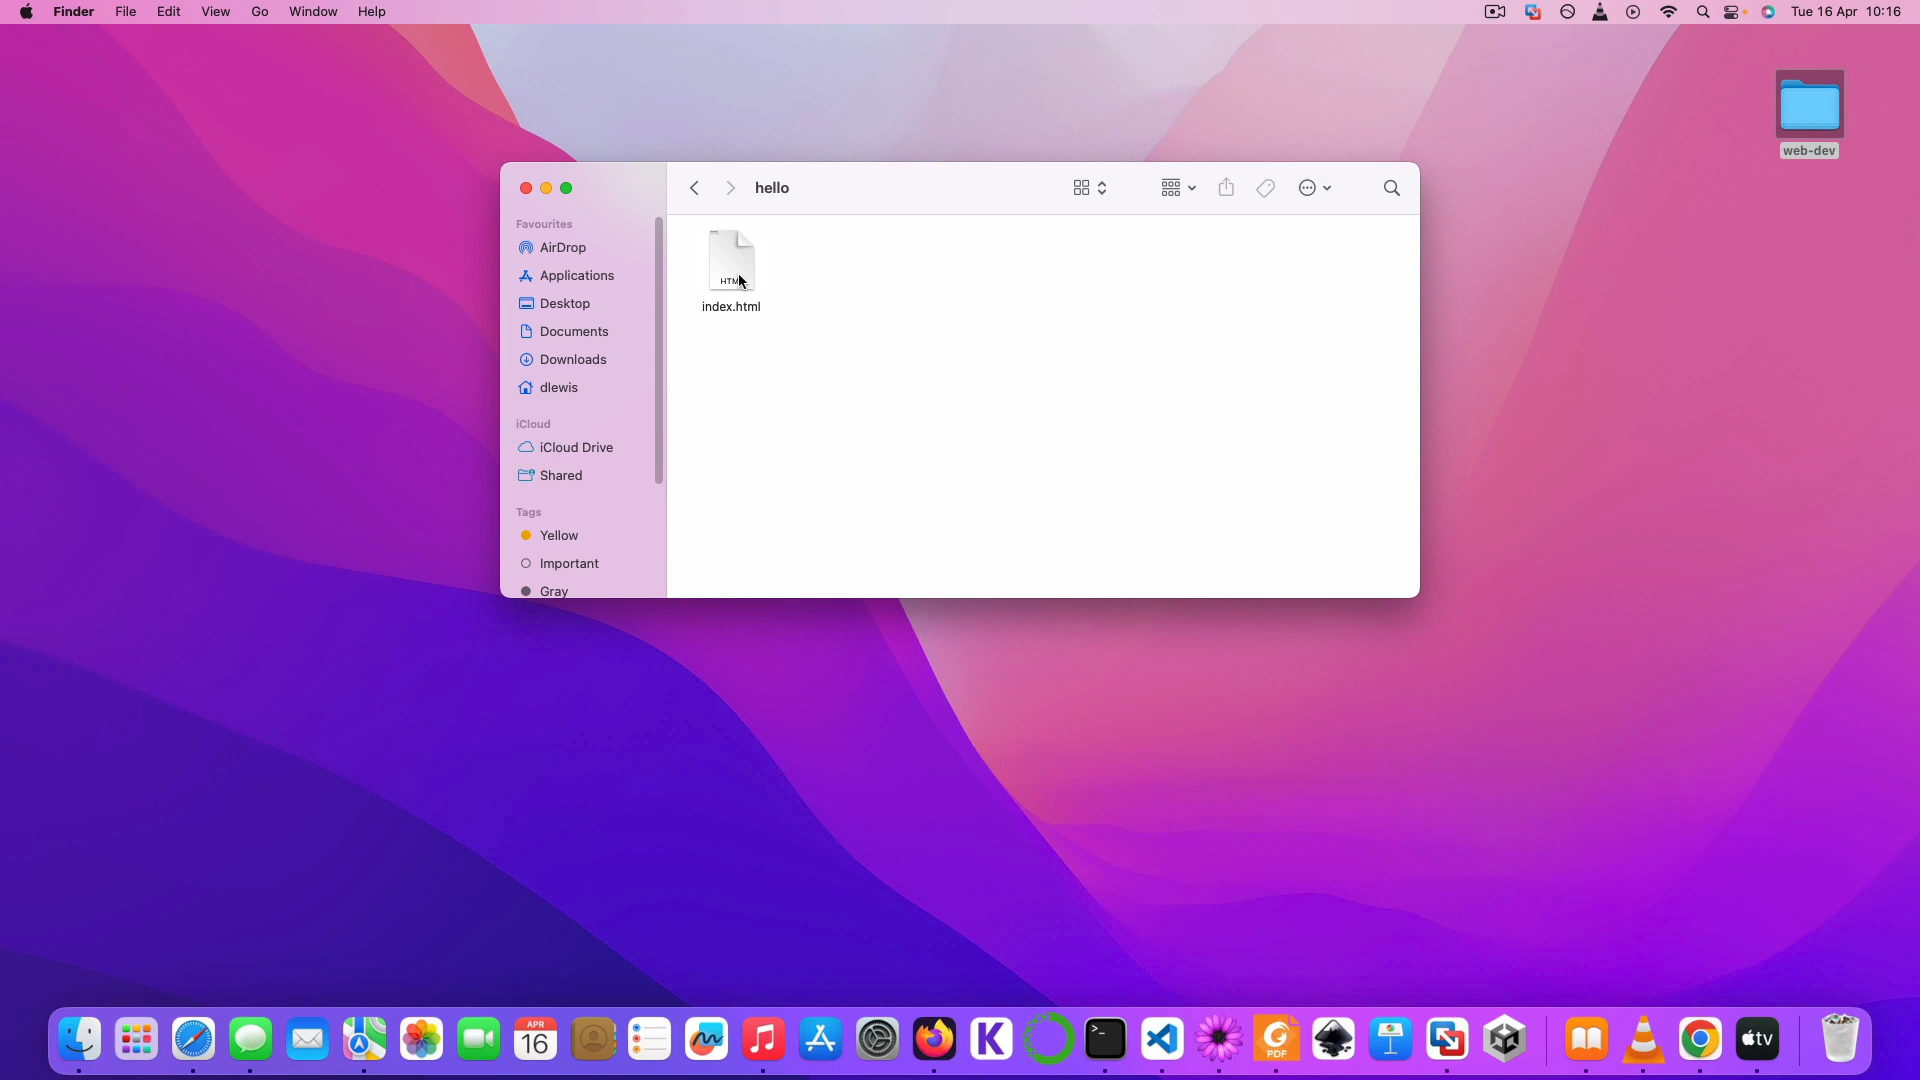 Finder File Edit View Go Window Help Tue 16 Apr 10:16
web-dev
hello
Favourites
AirDrop
Applications
Desktop
Documents
Downloads
dlewis
iCloud
iCloud Drive
Shared
Tags
Yellow
Important
Gray
index.html
APR
16
PDF
tv